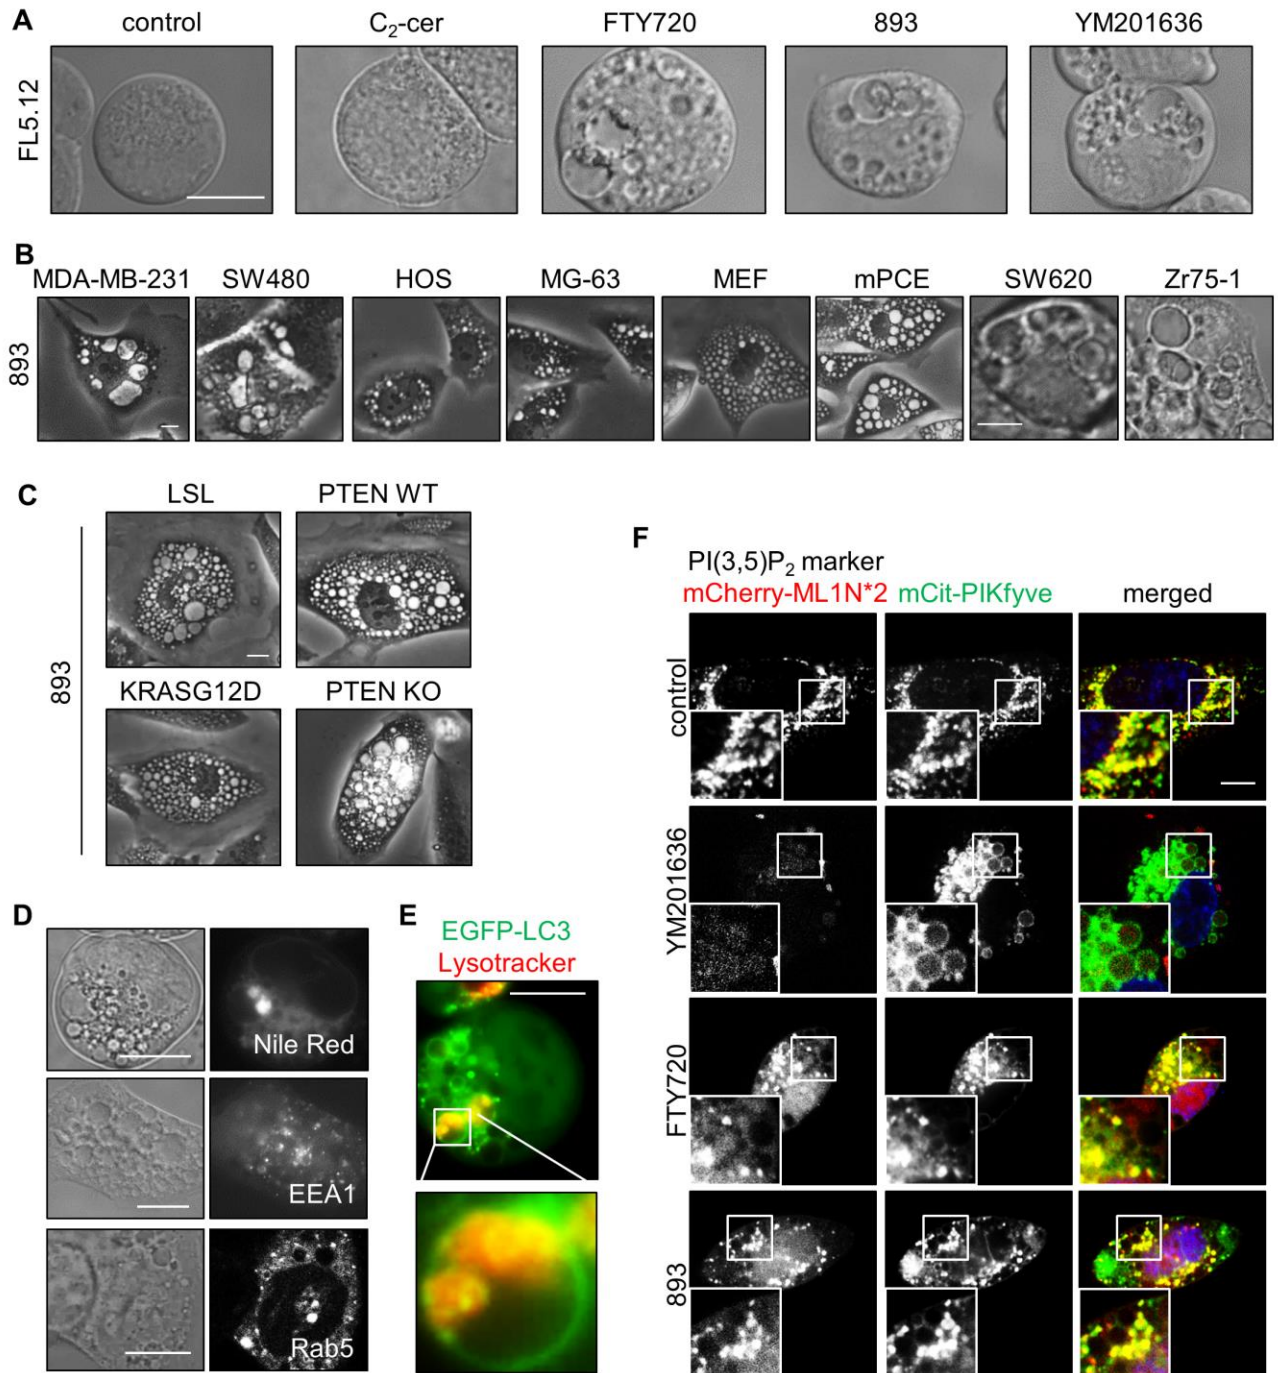 A
control C₂-cer FTY720 893 YM201636
FL5.12
B
MDA-MB-231 SW480 HOS MG-63 MEF mPCE SW620 Zr75-1
893
C
LSL PTEN WT
KRASG12D PTEN KO
893
D
Nile Red
EEA1
Rab5
E
EGFP-LC3
Lysotracker
F
PI(3,5)P₂ marker
mCherry-ML1N*2 mCit-PIKfyve merged
control
YM201636
FTY720
893